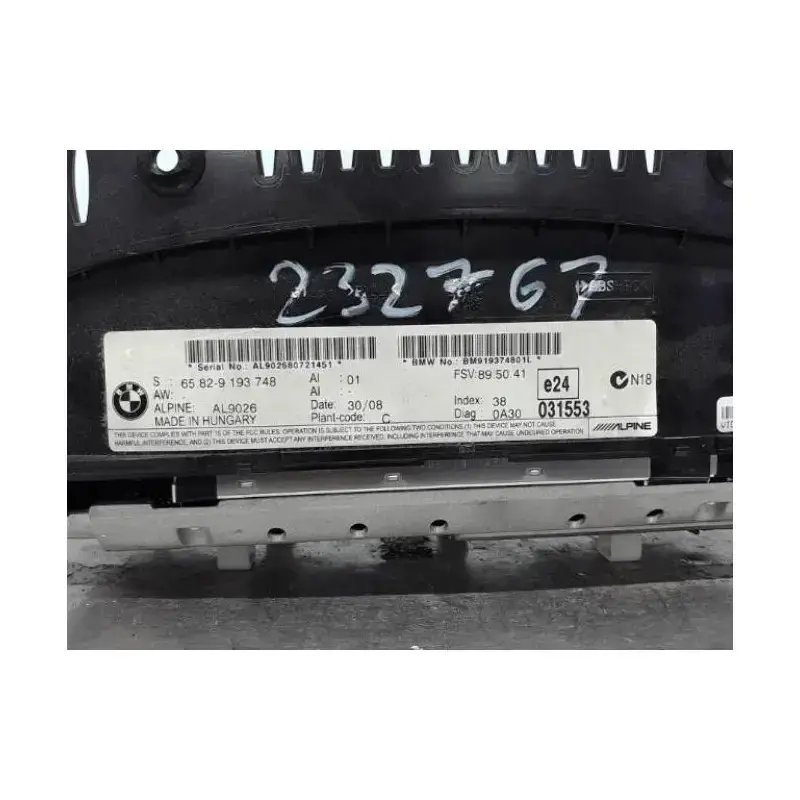 232767
* Serial No.: AL902680721451 *
* BMW No.: BM919374801L *
S : 65 82-9 193 748 AI : 01 FSV: 89 50.41
AW: - AI : -
e24 N18
ALPINE: AL9026 Date: 30/08 Index: 38
MADE IN HUNGARY Plant-code: C Diag : 0A30 031553
THIS DEVICE COMPLIES WITH PART 15 OF THE FCC RULES. OPERATION IS SUBJECT TO THE FOLLOWING TWO CONDITIONS:(1) THIS DEVICE MAY NOT CAUSE
HARMFUL INTERFERENCE, AND (2) THIS DEVICE MUST ACCEPT ANY INTERFERENCE RECEIVED, INCLUDING INTERFERENCE THAT MAY CAUSE UNDESIRED OPERATION.
ALPINE